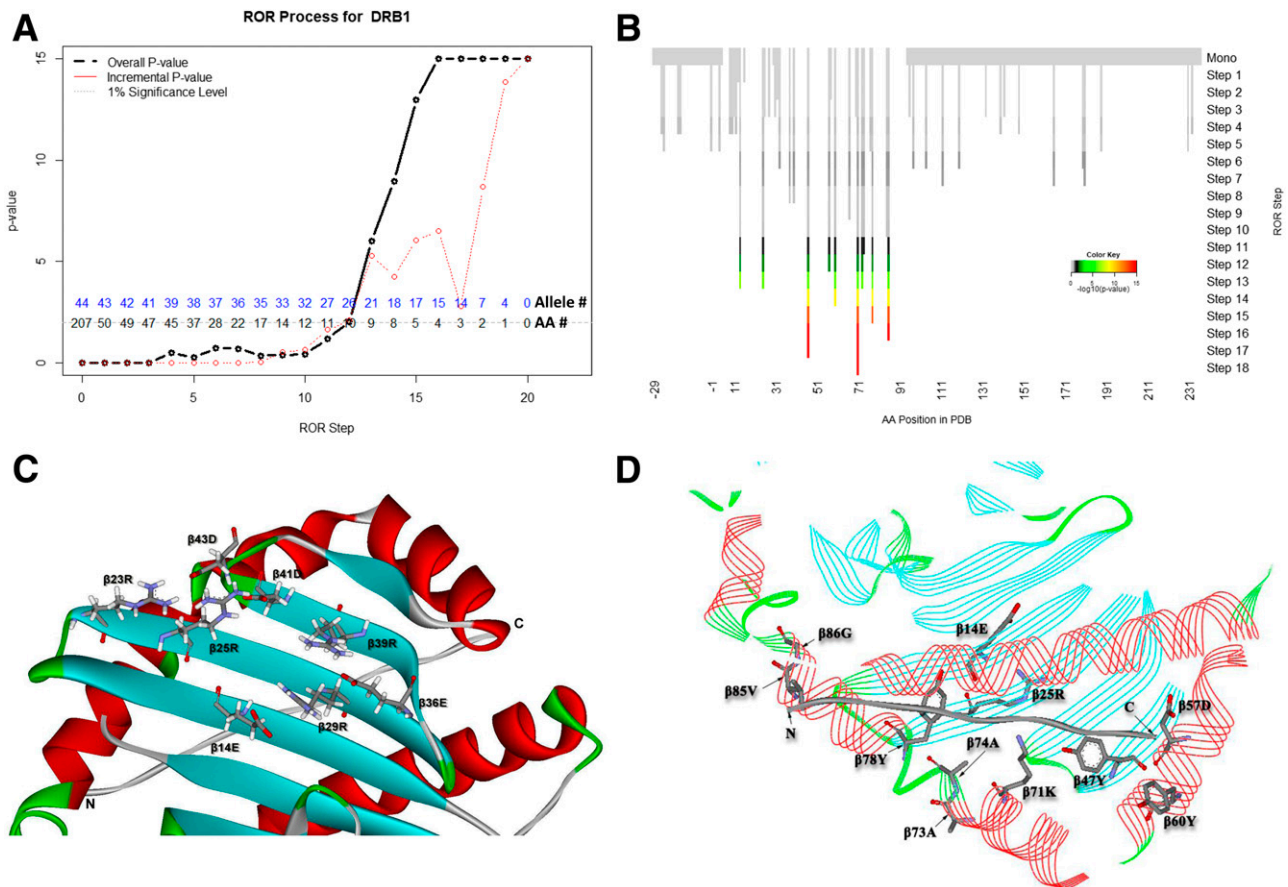 A
ROR Process for DRB1
Overall P-value
Incremental P-value
1% Significance Level
p-value
15
10
5
0
44 43 42 41 39 38 37 36 35 33 32 27 26 21 18 17 15 14 7 4 0 Allele #
207 50 49 47 45 37 28 22 17 14 12 11 9 8 5 4 3 2 1 0 AA #
0 5 10 15 20
ROR Step
B
Mono
Step 1
Step 2
Step 3
Step 4
Step 5
Step 6
Step 7
Step 8
Step 9
Step 10
Step 11
Step 12
Step 13
Step 14
Step 15
Step 16
Step 17
Step 18
ROR Step
Color Key
0 5 10 15
-log10(p-value)
-29 -1 11 31 51 71 91 111 131 151 171 191 211 231
AA Position in PDB
C
β43D
β23R
β41D
C
β25R
β39R
β36E
β29R
β14E
N
D
β86G
β14E
β85V
β25R
C
β57D
N
β74A
β78Y
β47Y
β71K
β73A
β60Y